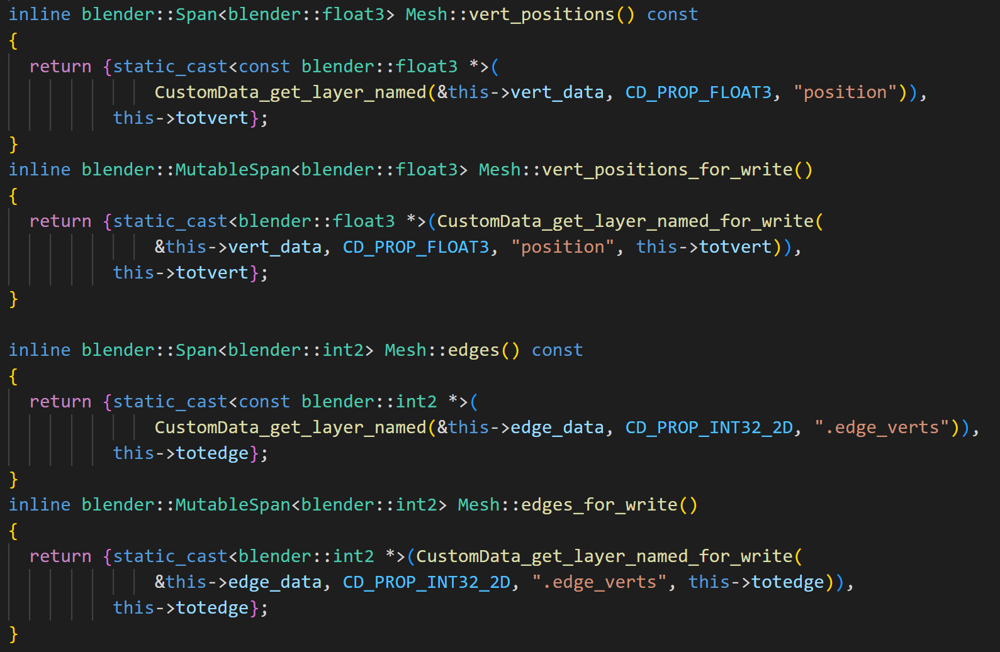 inline blender::Span<blender::float3> Mesh::vert_positions() const
{
  return {static_cast<const blender::float3 *>(
              CustomData_get_layer_named(&this->vert_data, CD_PROP_FLOAT3, "position")),
          this->totvert};
}
inline blender::MutableSpan<blender::float3> Mesh::vert_positions_for_write()
{
  return {static_cast<blender::float3 *>(CustomData_get_layer_named_for_write(
              &this->vert_data, CD_PROP_FLOAT3, "position", this->totvert)),
          this->totvert};
}

inline blender::Span<blender::int2> Mesh::edges() const
{
  return {static_cast<const blender::int2 *>(
              CustomData_get_layer_named(&this->edge_data, CD_PROP_INT32_2D, ".edge_verts")),
          this->totedge};
}
inline blender::MutableSpan<blender::int2> Mesh::edges_for_write()
{
  return {static_cast<blender::int2 *>(CustomData_get_layer_named_for_write(
              &this->edge_data, CD_PROP_INT32_2D, ".edge_verts", this->totedge)),
          this->totedge};
}